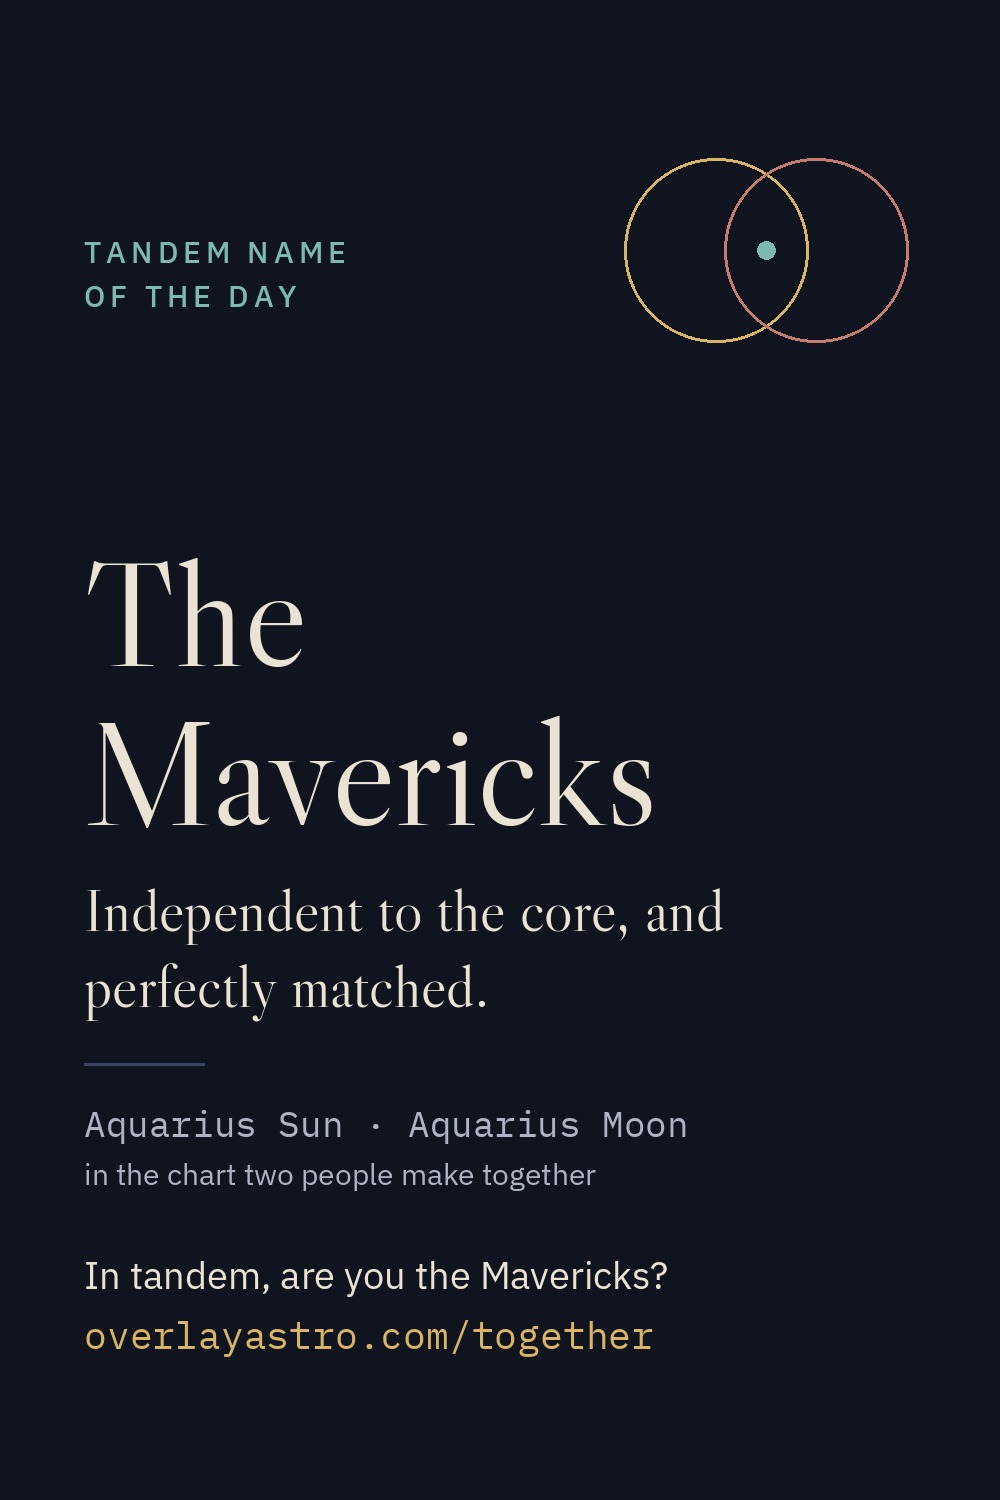 TANDEM NAME
OF THE DAY
The
Mavericks
Independent to the core, and
perfectly matched.
Aquarius Sun · Aquarius Moon
in the chart two people make together
In tandem, are you the Mavericks?
overlayastro.com/together